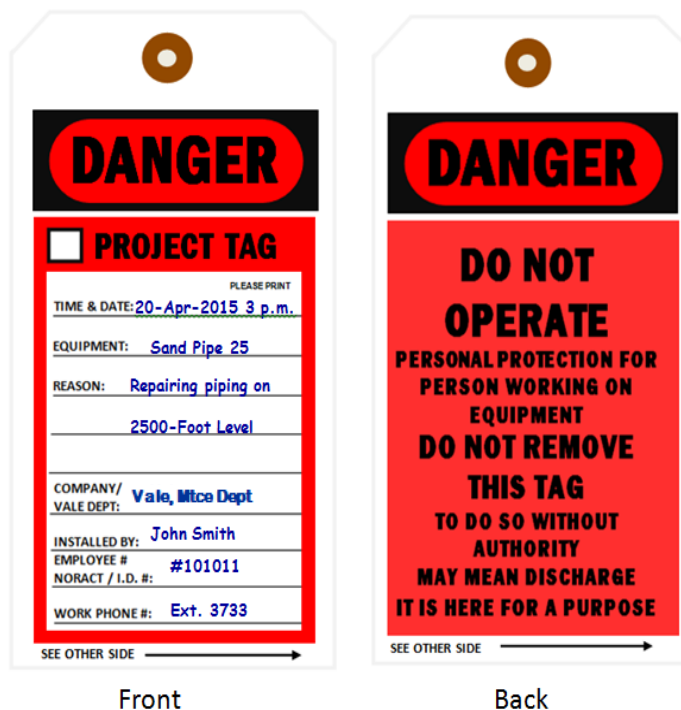 DANGER
PROJECT TAG
PLEASE PRINT
TIME & DATE: 20-Apr-2015 3 p.m.
EQUIPMENT: Sand Pipe 25
REASON: Repairing piping on
2500-Foot Level
COMPANY/
VALE DEPT: Vale, Mtce Dept
INSTALLED BY: John Smith
EMPLOYEE #
NORACT / I.D. #: #101011
WORK PHONE #: Ext. 3733
SEE OTHER SIDE
Front
DANGER
DO NOT
OPERATE
PERSONAL PROTECTION FOR
PERSON WORKING ON
EQUIPMENT
DO NOT REMOVE
THIS TAG
TO DO SO WITHOUT
AUTHORITY
MAY MEAN DISCHARGE
IT IS HERE FOR A PURPOSE
SEE OTHER SIDE
Back